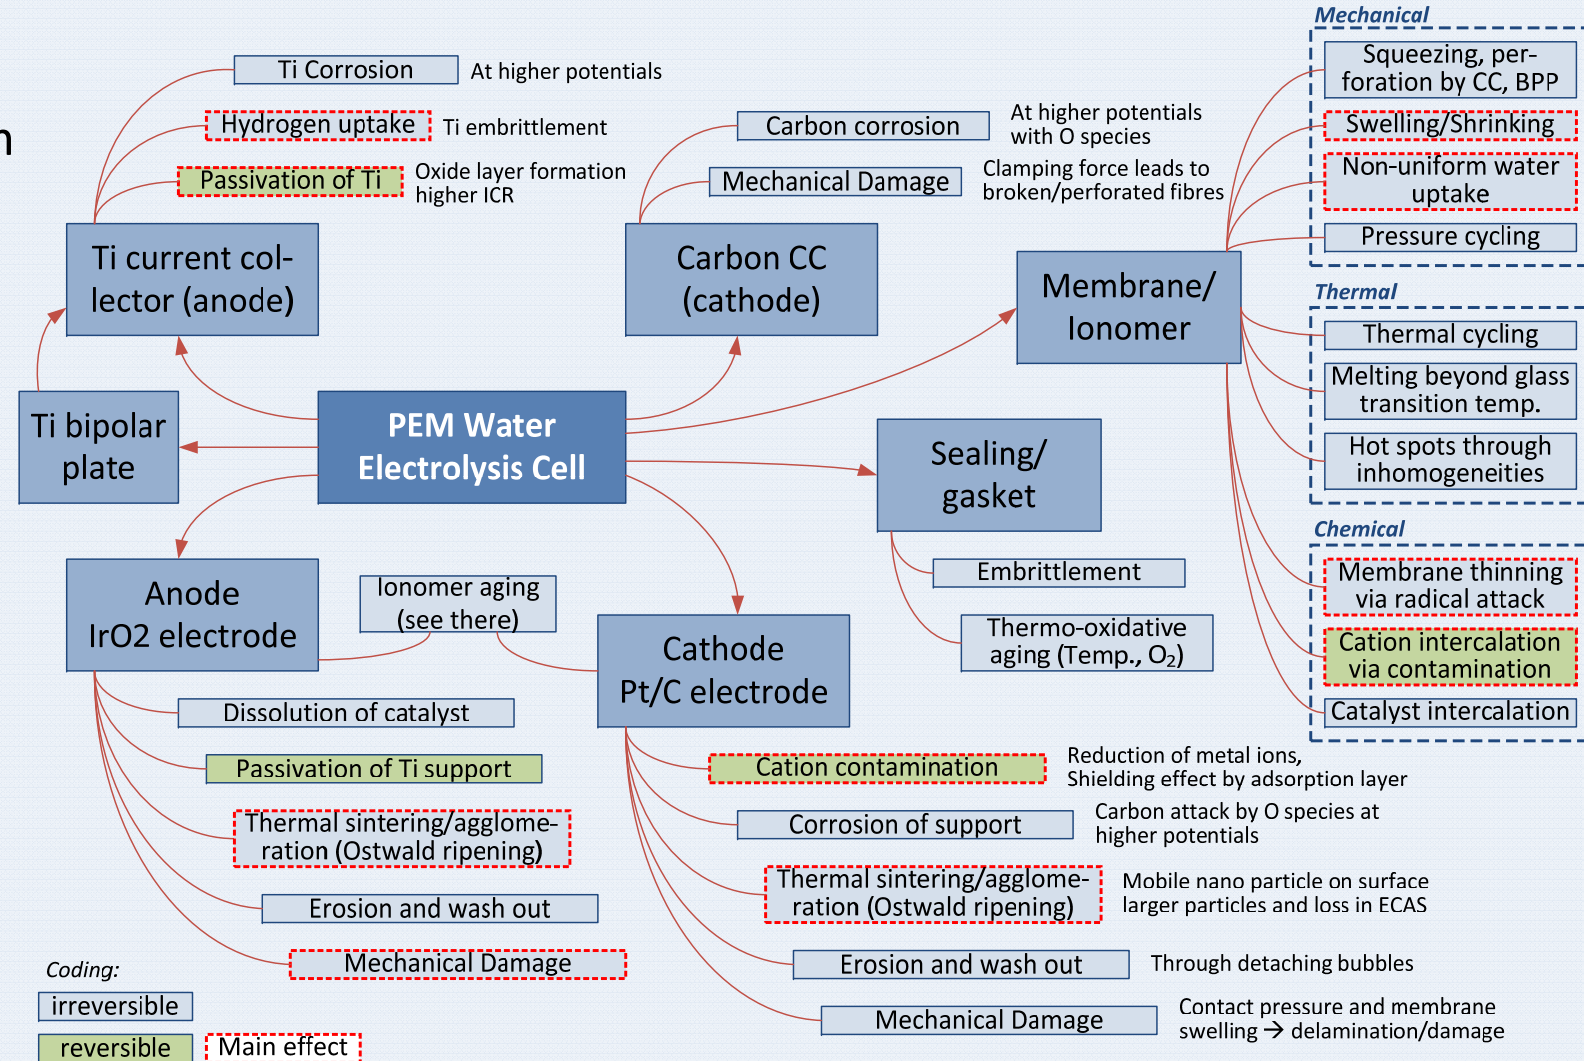 n
Ti Corrosion
At higher potentials
Hydrogen uptake
Ti embrittlement
Passivation of Ti
Oxide layer formation
higher ICR
Ti current col-
lector (anode)
Ti bipolar
plate
Carbon corrosion
At higher potentials
with O species
Mechanical Damage
Clamping force leads to
broken/perforated fibres
Carbon CC
(cathode)
PEM Water
Electrolysis Cell
Membrane/
Ionomer
Mechanical
Squeezing, per-
foration by CC, BPP
Swelling/Shrinking
Non-uniform water
uptake
Pressure cycling
Thermal
Thermal cycling
Melting beyond glass
transition temp.
Hot spots through
inhomogeneities
Chemical
Membrane thinning
via radical attack
Cation intercalation
via contamination
Catalyst intercalation
Sealing/
gasket
Embrittlement
Thermo-oxidative
aging (Temp., O₂)
Anode
IrO2 electrode
Ionomer aging
(see there)
Dissolution of catalyst
Passivation of Ti support
Thermal sintering/agglome-
ration (Ostwald ripening)
Erosion and wash out
Mechanical Damage
Cathode
Pt/C electrode
Cation contamination
Reduction of metal ions,
Shielding effect by adsorption layer
Corrosion of support
Carbon attack by O species at
higher potentials
Thermal sintering/agglome-
ration (Ostwald ripening)
Mobile nano particle on surface
larger particles and loss in ECAS
Erosion and wash out
Through detaching bubbles
Mechanical Damage
Contact pressure and membrane
swelling → delamination/damage
Coding:
irreversible
reversible
Main effect